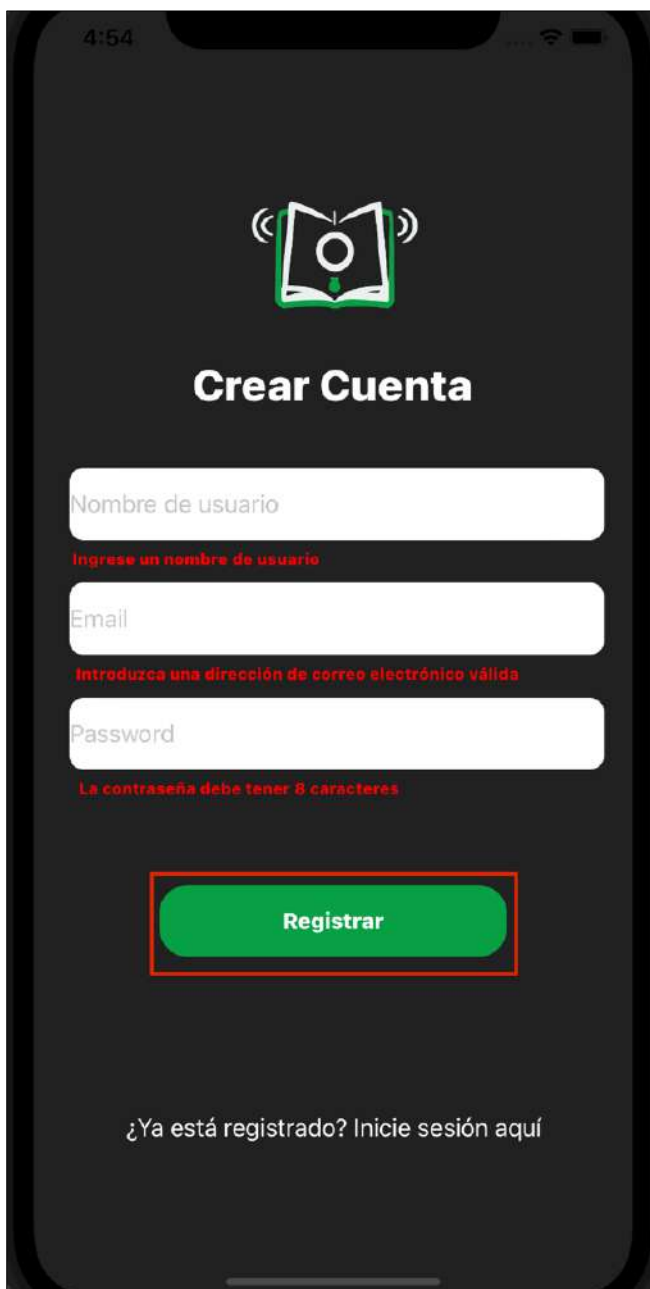 4:54
Crear Cuenta
Nombre de usuario
Ingrese un nombre de usuario
Email
Introduzca una dirección de correo electrónico válida
Password
La contraseña debe tener 8 caracteres
Registrar
¿Ya está registrado? Inicie sesión aquí